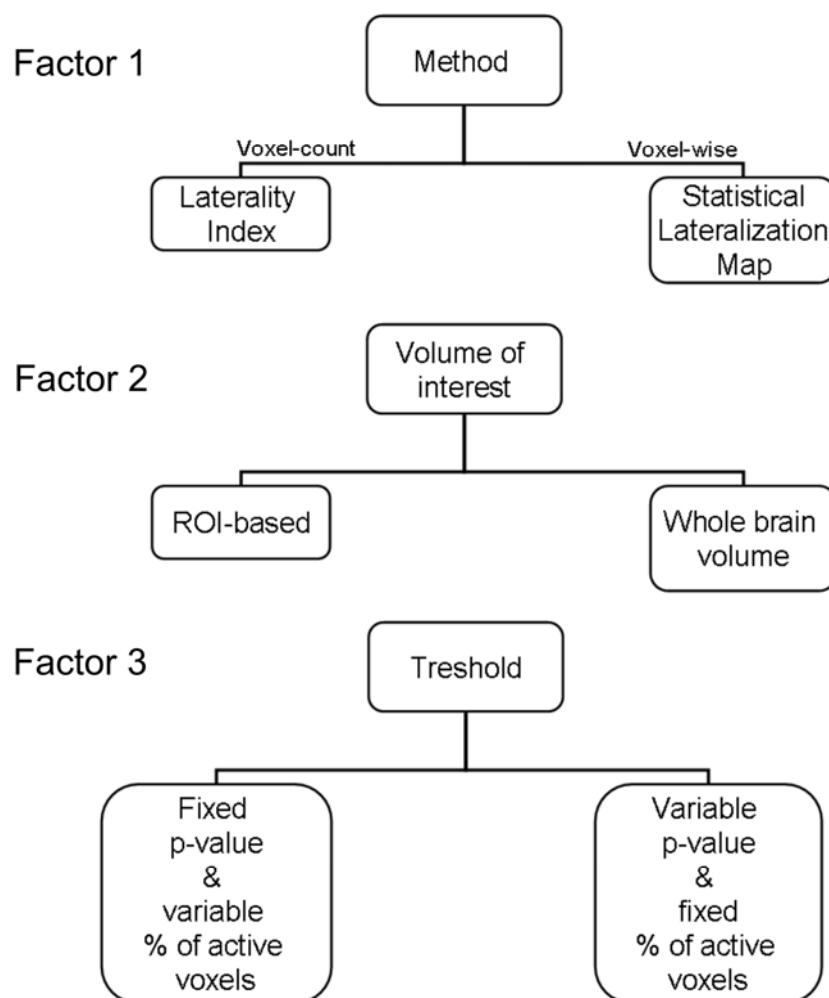 Factor 1
Method
Voxel-count
Voxel-wise
Laterality
Index
Statistical
Lateralization
Map
Factor 2
Volume of
interest
ROI-based
Whole brain
volume
Factor 3
Treshold
Fixed
p-value
&
variable
% of active
voxels
Variable
p-value
&
fixed
% of active
voxels